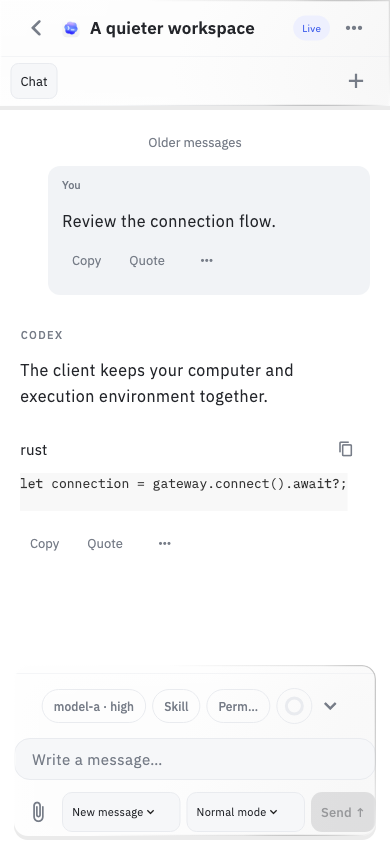 A quieter workspace
Live
Chat
Older messages
You
Review the connection flow.
Copy Quote
CODEX
The client keeps your computer and
execution environment together.
rust
let connection = gateway.connect().await?;
Copy Quote
model-a · high Skill Perm...
Write a message...
New message Normal mode Send ↑